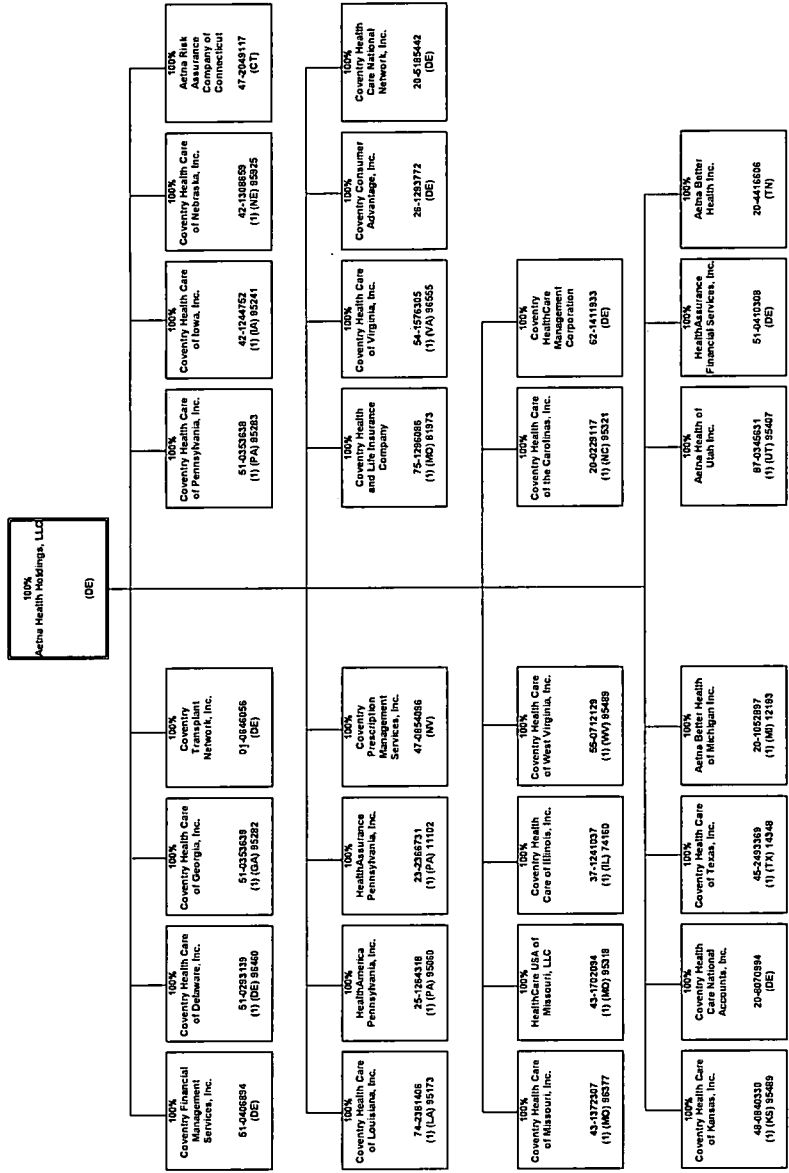 100%
Aetna Health Holdings, LLC
(DE)
100%
Coventry Financial
Management
Services, Inc.
51-0406894
(DE)
100%
Coventry Health Care
of Delaware, Inc.
51-0293139
(1) (DE) 96460
100%
Coventry Health Care
of Georgia, Inc.
51-0353639
(1) (GA) 95282
100%
Coventry
Transplant
Network, Inc.
01-0646056
(DE)
100%
Coventry Health Care
of Pennsylvania, Inc.
51-0353638
(1) (PA) 95283
100%
Coventry Health Care
of Iowa, Inc.
42-1244752
(1) (IA) 95241
100%
Coventry Health Care
of Nebraska, Inc.
42-1308659
(1) (NE) 95925
100%
Aetna Risk
Assurance
Company of
Connecticut
47-2049117
(CT)
100%
Coventry Health Care
of Louisiana, Inc.
74-2381406
(1) (LA) 95173
100%
HealthAmerica
Pennsylvania, Inc.
25-1264318
(1) (PA) 95060
100%
HealthAssurance
Pennsylvania, Inc.
23-2366731
(1) (PA) 11102
100%
Coventry
Prescription
Management
Services, Inc.
47-0854096
(NV)
100%
Coventry Health
and Life Insurance
Company
75-1296086
(1) (MO) 81973
100%
Coventry Health Care
of Virginia, Inc.
54-1576305
(1) (VA) 96555
100%
Coventry Consumer
Advantage, Inc.
26-1293772
(DE)
100%
Coventry Health
Care National
Network, Inc.
20-5185442
(DE)
100%
Coventry Health Care
of Missouri, Inc.
43-1372307
(1) (MO) 96377
100%
HealthCare USA of
Missouri, LLC
43-1702094
(1) (MO) 95318
100%
Coventry Health
Care of Illinois, Inc.
37-1241037
(1) (IL) 74160
100%
Coventry Health Care
of West Virginia, Inc.
55-0712129
(1) (WV) 95489
100%
Coventry Health Care
of the Carolinas, Inc.
20-0229117
(1) (NC) 95321
100%
Coventry
HealthCare
Management
Corporation
62-1411933
(DE)
100%
Coventry Health Care
of Kansas, Inc.
48-0840330
(1) (KS) 95489
100%
Coventry Health
Care National
Accounts, Inc.
20-8070994
(DE)
100%
Coventry Health Care
of Texas, Inc.
45-2493369
(1) (TX) 14348
100%
Aetna Better Health
of Michigan Inc.
20-1052897
(1) (MI) 12193
100%
Aetna Health of
Utah Inc.
87-0345631
(1) (UT) 95407
100%
HealthAssurance
Financial Services, Inc.
51-0410308
(DE)
100%
Aetna Better
Health Inc.
20-4416606
(TN)